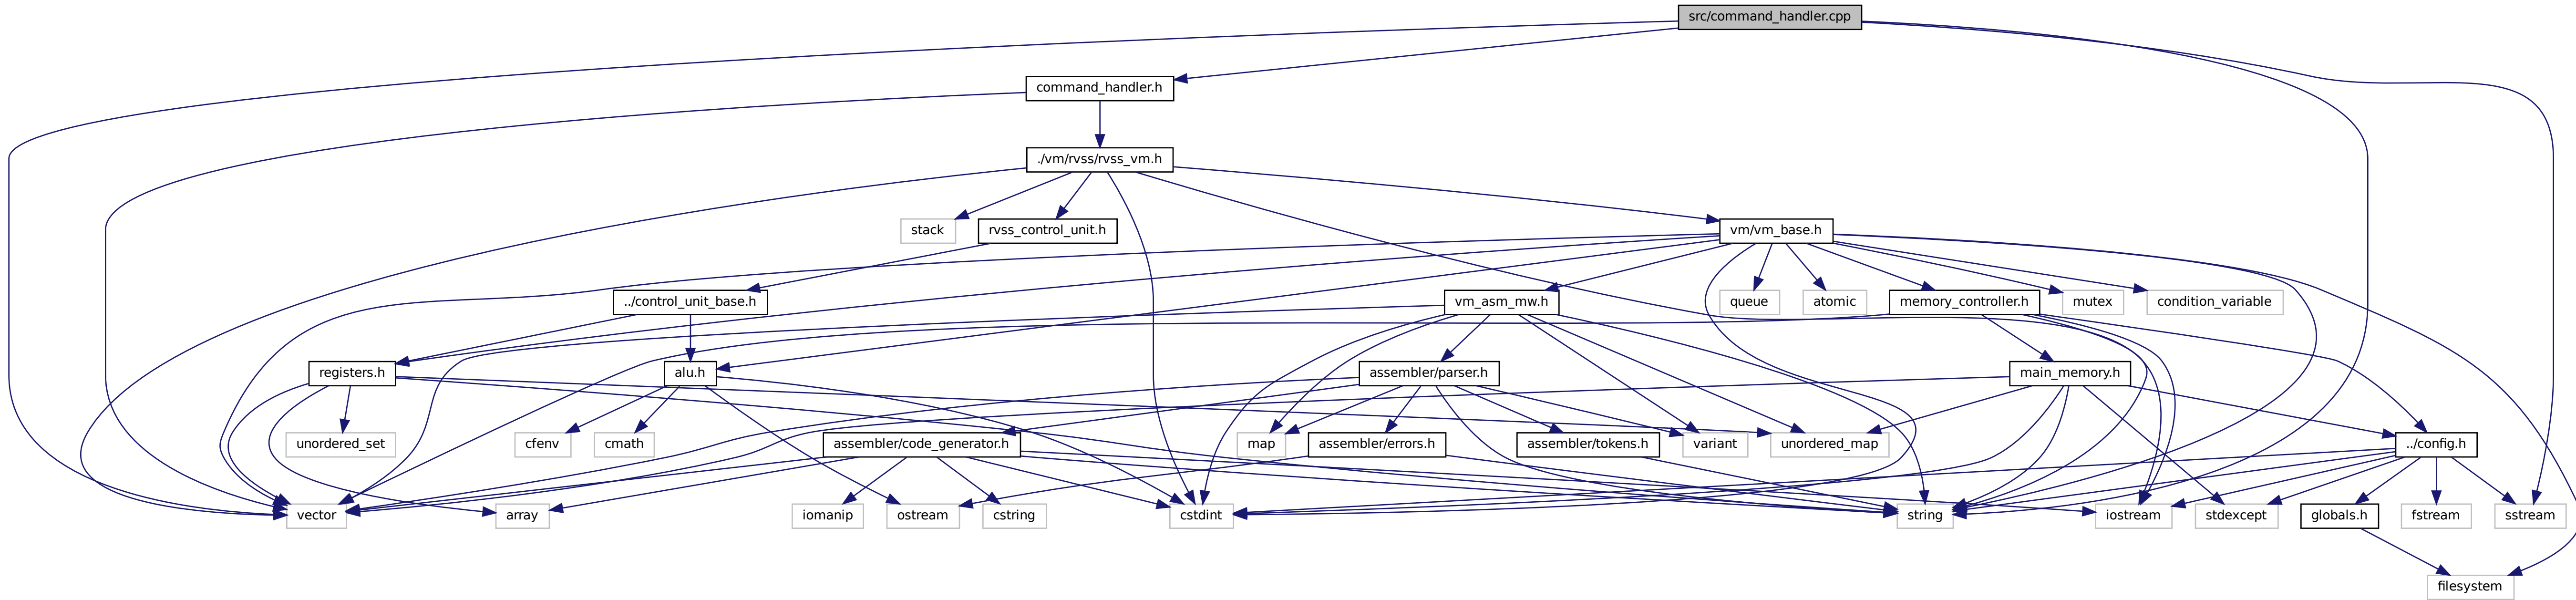 src/command_handler.cpp
command_handler.h
./vm/rvss/rvss_vm.h
stack
rvss_control_unit.h
vm/vm_base.h
../control_unit_base.h
vm_asm_mw.h
queue
atomic
memory_controller.h
mutex
condition_variable
registers.h
alu.h
assembler/parser.h
main_memory.h
unordered_set
cfenv
cmath
assembler/code_generator.h
map
assembler/errors.h
assembler/tokens.h
variant
unordered_map
../config.h
vector
array
iomanip
ostream
cstring
cstdint
string
iostream
stdexcept
globals.h
fstream
sstream
filesystem